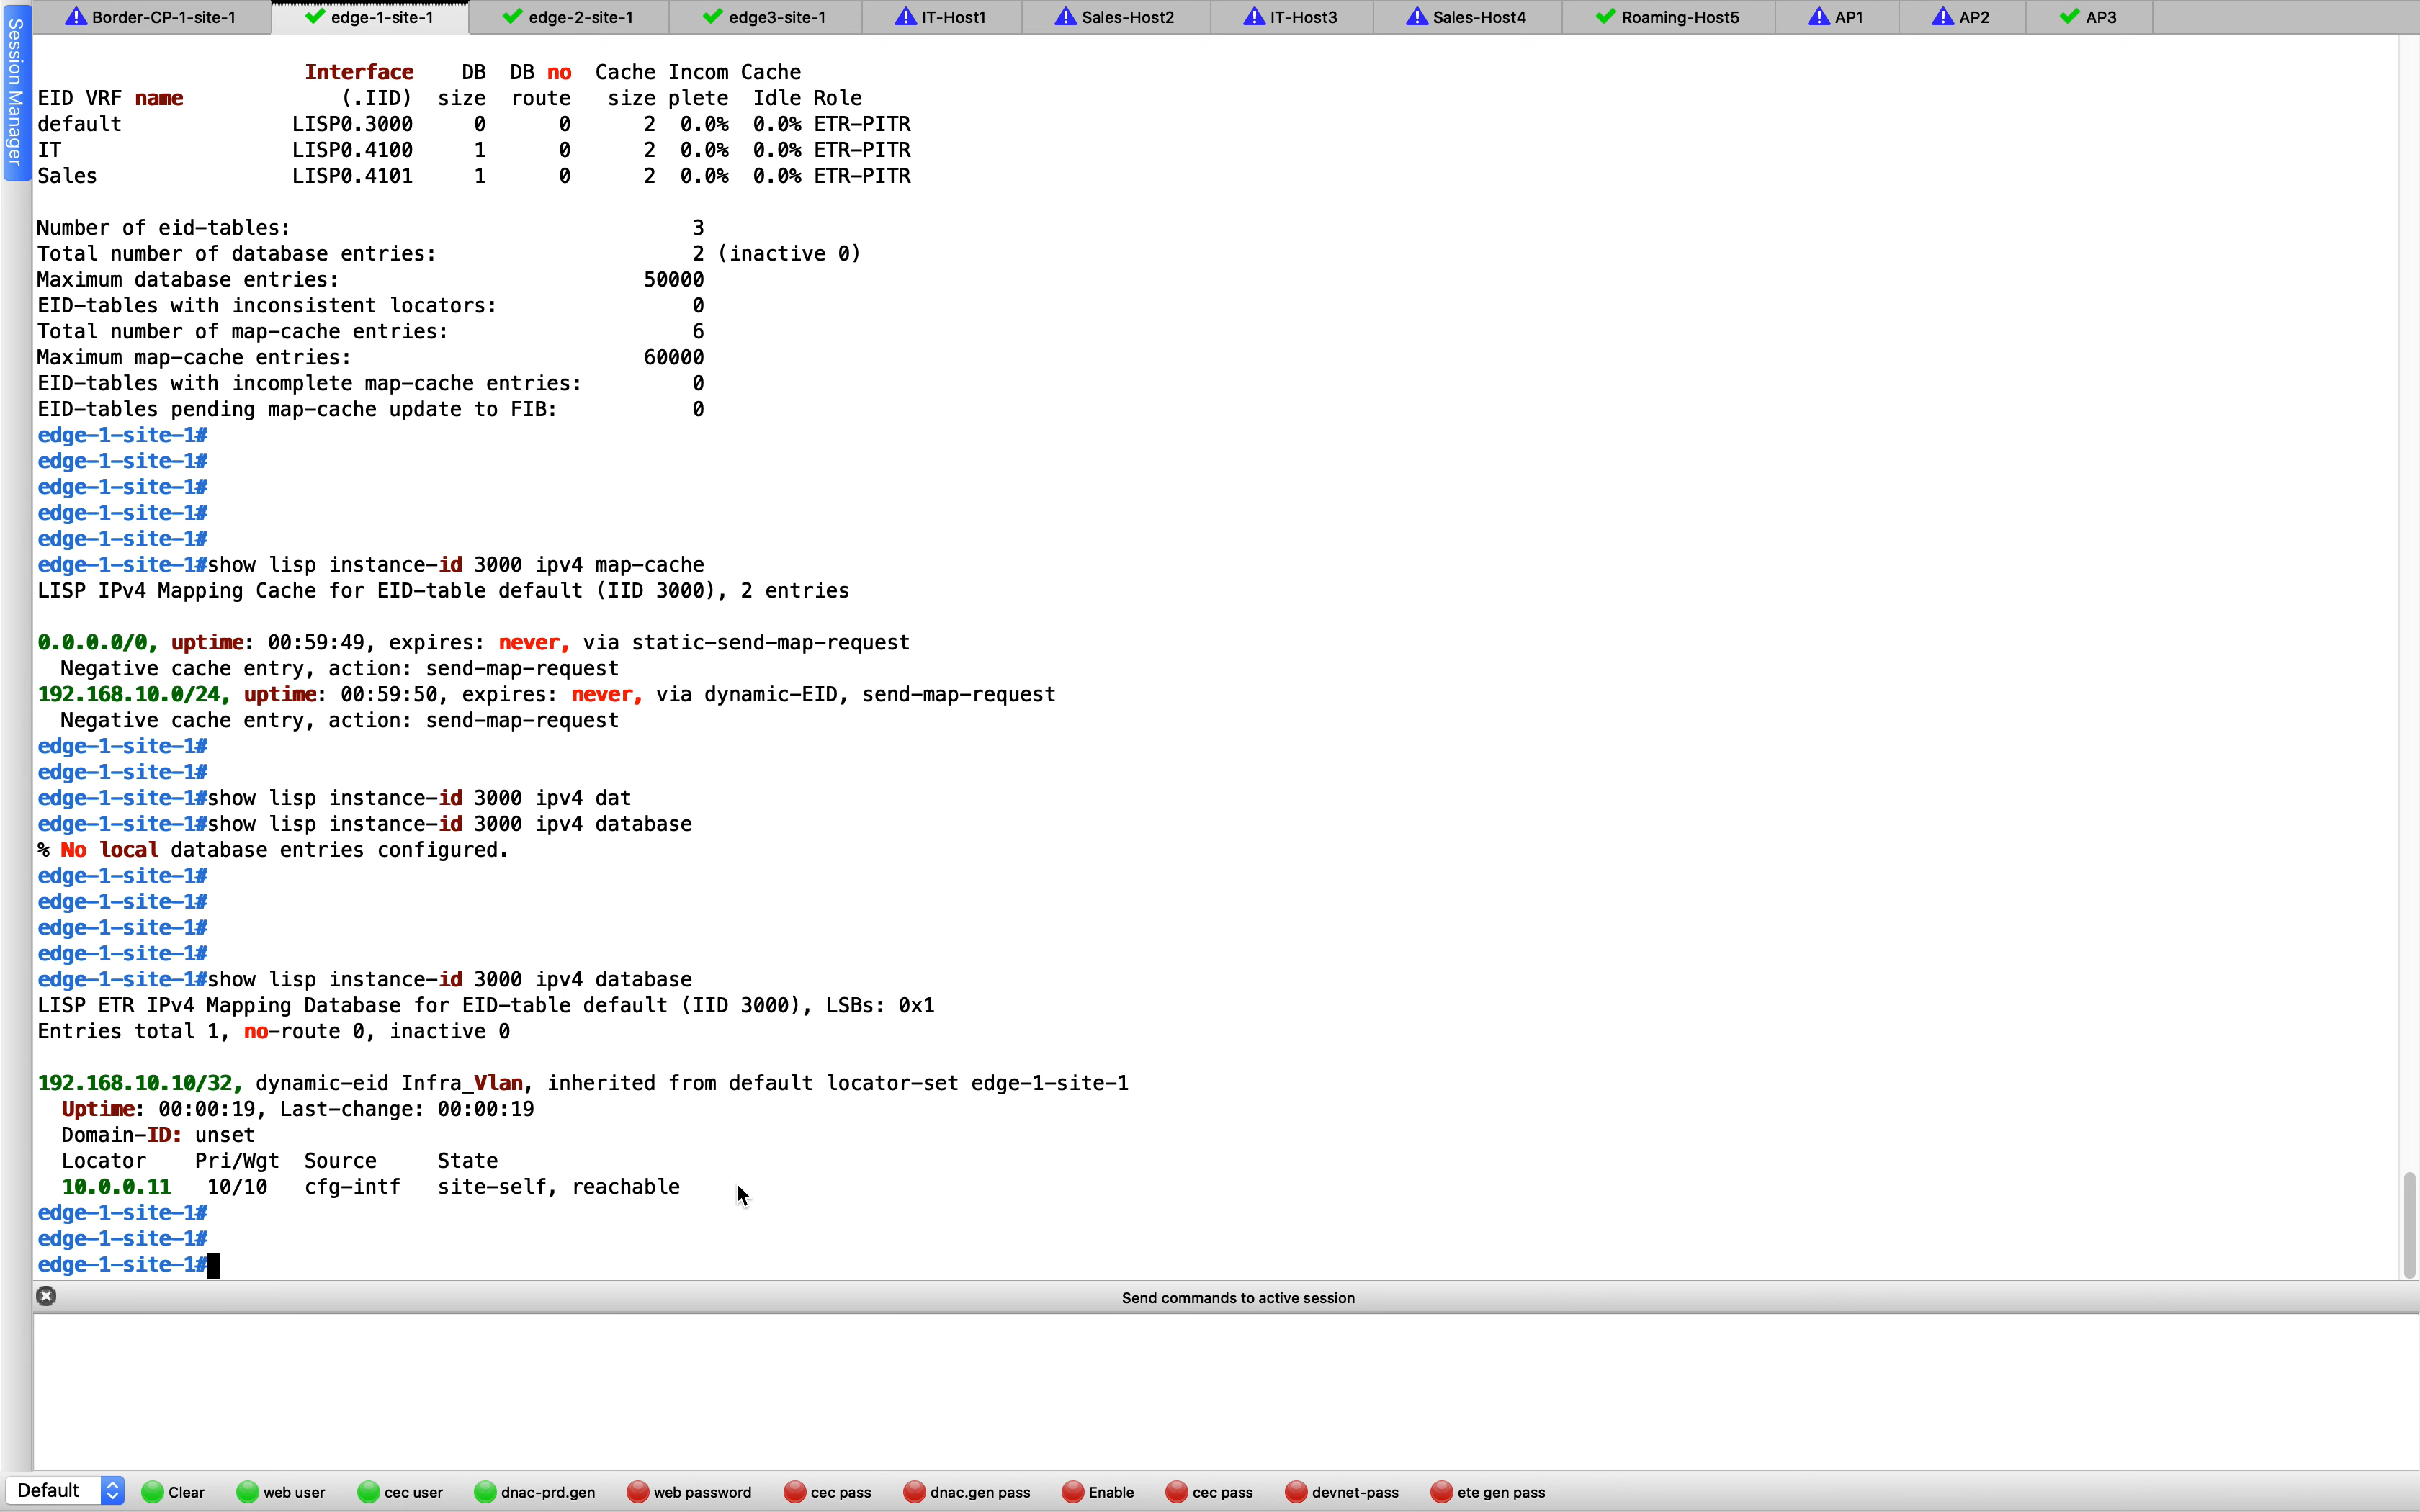 Border-CP-1-site-1 edge-1-site-1 edge-2-site-1 edge3-site-1 IT-Host1 Sales-Host2 IT-Host3 Sales-Host4 Roaming-Host5 AP1 AP2 AP3
Session Manager
Interface DB DB no Cache Incom Cache
EID VRF name (.IID) size route size plete Idle Role
default LISP0.3000 0 0 2 0.0% 0.0% ETR-PITR
IT LISP0.4100 1 0 2 0.0% 0.0% ETR-PITR
Sales LISP0.4101 1 0 2 0.0% 0.0% ETR-PITR
Number of eid-tables: 3
Total number of database entries: 2 (inactive 0)
Maximum database entries: 50000
EID-tables with inconsistent locators: 0
Total number of map-cache entries: 6
Maximum map-cache entries: 60000
EID-tables with incomplete map-cache entries: 0
EID-tables pending map-cache update to FIB: 0
edge-1-site-1#
edge-1-site-1#
edge-1-site-1#
edge-1-site-1#
edge-1-site-1#
edge-1-site-1#show lisp instance-id 3000 ipv4 map-cache
LISP IPv4 Mapping Cache for EID-table default (IID 3000), 2 entries
0.0.0.0/0, uptime: 00:59:49, expires: never, via static-send-map-request
Negative cache entry, action: send-map-request
192.168.10.0/24, uptime: 00:59:50, expires: never, via dynamic-EID, send-map-request
Negative cache entry, action: send-map-request
edge-1-site-1#
edge-1-site-1#
edge-1-site-1#show lisp instance-id 3000 ipv4 dat
edge-1-site-1#show lisp instance-id 3000 ipv4 database
% No local database entries configured.
edge-1-site-1#
edge-1-site-1#
edge-1-site-1#
edge-1-site-1#
edge-1-site-1#show lisp instance-id 3000 ipv4 database
LISP ETR IPv4 Mapping Database for EID-table default (IID 3000), LSBs: 0x1
Entries total 1, no-route 0, inactive 0
192.168.10.10/32, dynamic-eid Infra_Vlan, inherited from default locator-set edge-1-site-1
Uptime: 00:00:19, Last-change: 00:00:19
Domain-ID: unset
Locator Pri/Wgt Source State
10.0.0.11 10/10 cfg-intf site-self, reachable
edge-1-site-1#
edge-1-site-1#
edge-1-site-1#
Send commands to active session
Default Clear web user cec user dnac-prd.gen web password cec pass dnac.gen pass Enable cec pass devnet-pass ete gen pass